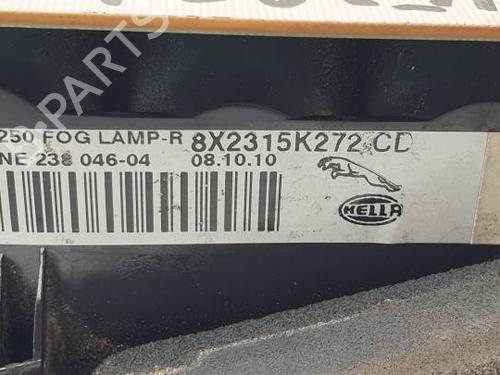 250 FOG LAMP-R 8X2315K272 CD
NE 238 046-04 08.10.10
HELLA
B-PARTS